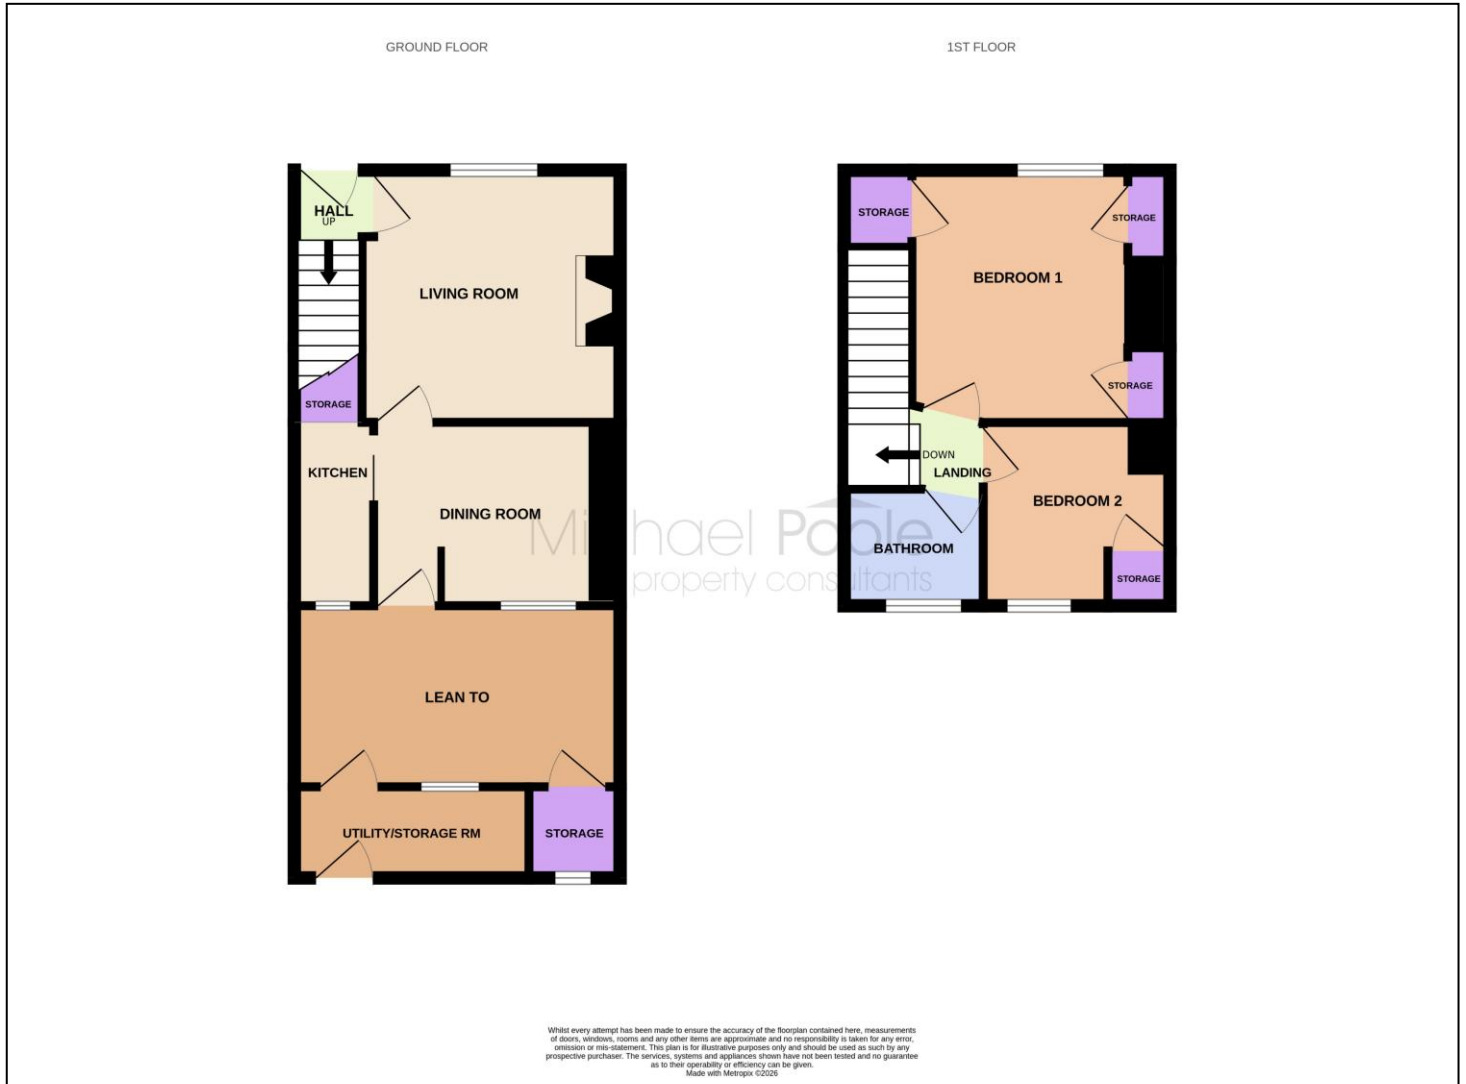 GROUND FLOOR
1ST FLOOR
HALL
UP
LIVING ROOM
STORAGE
KITCHEN
DINING ROOM
LEAN TO
UTILITY/STORAGE RM
STORAGE
STORAGE
STORAGE
BEDROOM 1
STORAGE
DOWN
LANDING
BEDROOM 2
BATHROOM
STORAGE
Michael Poole
property consultants
Whilst every attempt has been made to ensure the accuracy of the floorplan contained here, measurements
of doors, windows, rooms and any other items are approximate and no responsibility is taken for any error,
omission or mis-statement. This plan is for illustrative purposes only and should be used as such by any
prospective purchaser. The services, systems and appliances shown have not been tested and no guarantee
as to their operability or efficiency can be given.
Made with Metropix ©2026